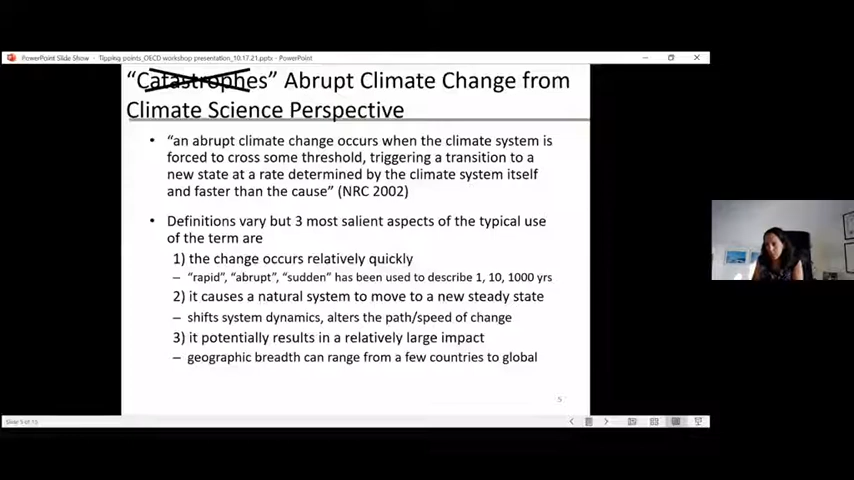 PowerPoint Slide Show - Tipping points_OECD workshop presentation_10.17.21.pptx - PowerPoint
“Catastrophes” Abrupt Climate Change from
Climate Science Perspective
• “an abrupt climate change occurs when the climate system is
forced to cross some threshold, triggering a transition to a
new state at a rate determined by the climate system itself
and faster than the cause” (NRC 2002)
• Definitions vary but 3 most salient aspects of the typical use
of the term are
1) the change occurs relatively quickly
– “rapid”, “abrupt”, “sudden” has been used to describe 1, 10, 1000 yrs
2) it causes a natural system to move to a new steady state
– shifts system dynamics, alters the path/speed of change
3) it potentially results in a relatively large impact
– geographic breadth can range from a few countries to global
5
Slide 5 of 15